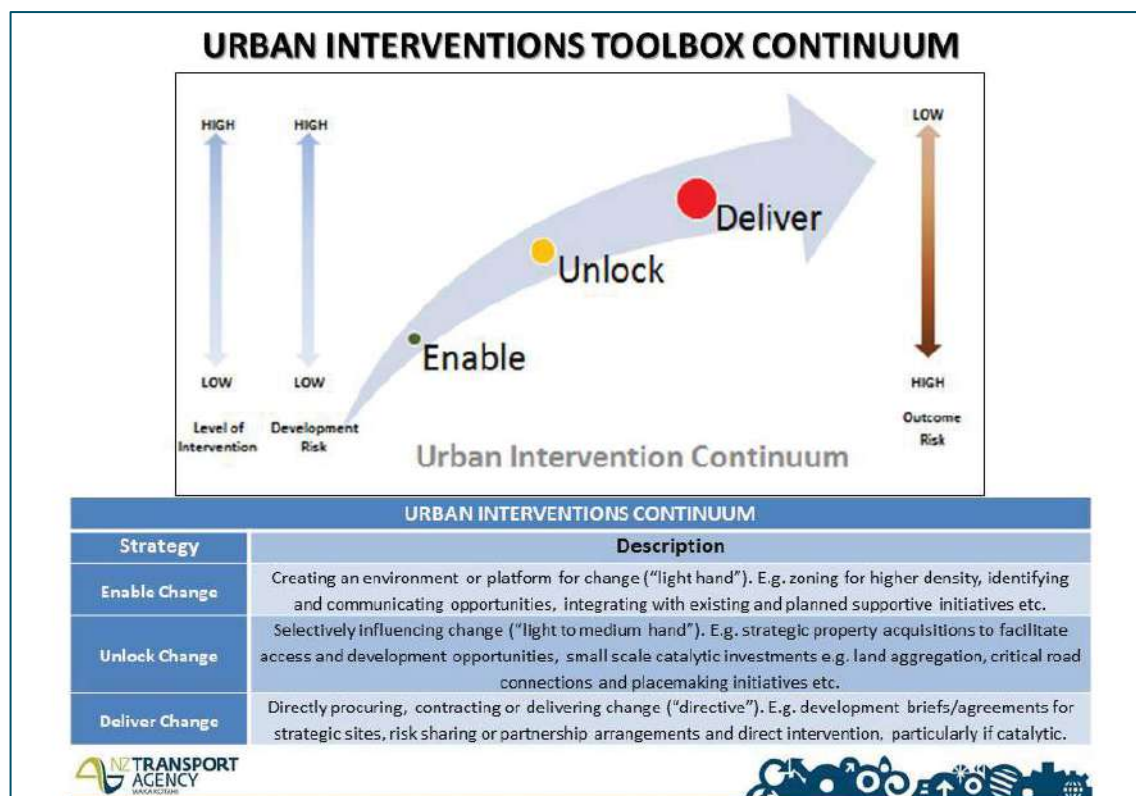 URBAN INTERVENTIONS TOOLBOX CONTINUUM
HIGH
HIGH
LOW
Deliver
Unlock
Enable
LOW
LOW
HIGH
Level of
Intervention
Development
Risk
Outcome
Risk
Urban Intervention Continuum
URBAN INTERVENTIONS CONTINUUM
Strategy
Description
Enable Change
Creating an environment or platform for change (“light hand”). E.g. zoning for higher density, identifying
and communicating opportunities, integrating with existing and planned supportive initiatives etc.
Unlock Change
Selectively influencing change (“light to medium hand”). E.g. strategic property acquisitions to facilitate
access and development opportunities, small scale catalytic investments e.g. land aggregation, critical road
connections and placemaking initiatives etc.
Deliver Change
Directly procuring, contracting or delivering change (“directive”). E.g. development briefs/agreements for
strategic sites, risk sharing or partnership arrangements and direct intervention, particularly if catalytic.
NZ TRANSPORT
AGENCY
WAKA KOTAHI